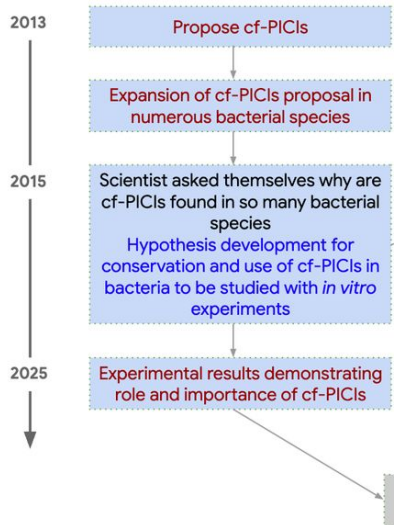 2013
Propose cf-PICIs
Expansion of cf-PICIs proposal in
numerous bacterial species
2015
Scientist asked themselves why are
cf-PICIs found in so many bacterial
species
Hypothesis development for
conservation and use of cf-PICIs in
bacteria to be studied with in vitro
experiments
2025
Experimental results demonstrating
role and importance of cf-PICIs